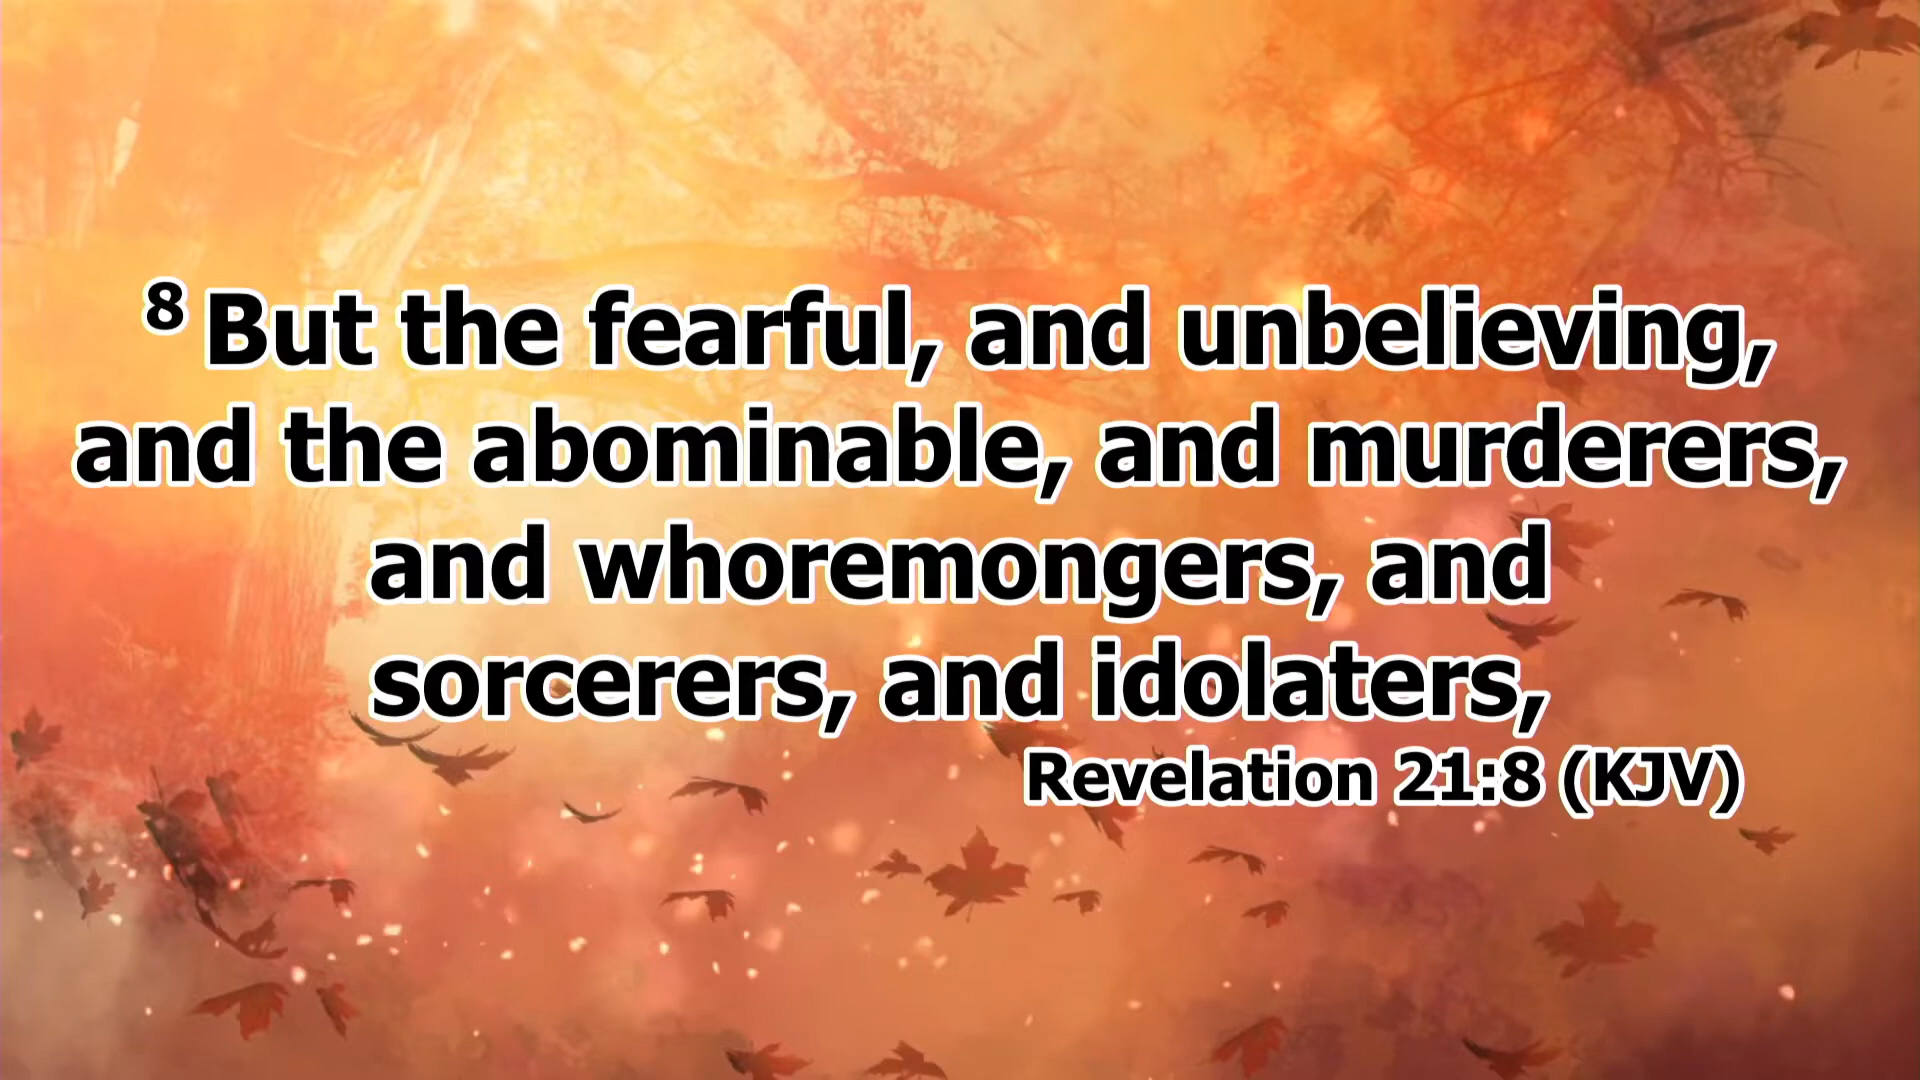 8 But the fearful, and unbelieving,
and the abominable, and murderers,
and whoremongers, and
sorcerers, and idolaters,
Revelation 21:8 (KJV)